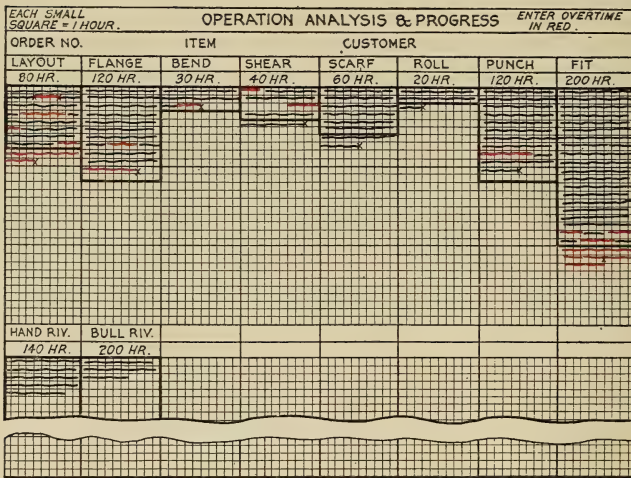 EACH SMALL
SQUARE = 1 HOUR.
OPERATION ANALYSIS & PROGRESS
ENTER OVERTIME
IN RED.
ORDER NO. ITEM CUSTOMER
LAYOUT FLANGE BEND SHEAR SCARF ROLL PUNCH FIT
80 HR. 120 HR. 30 HR. 40 HR. 60 HR. 20 HR. 120 HR. 200 HR.
HAND RIV. BULL RIV.
140 HR. 200 HR.